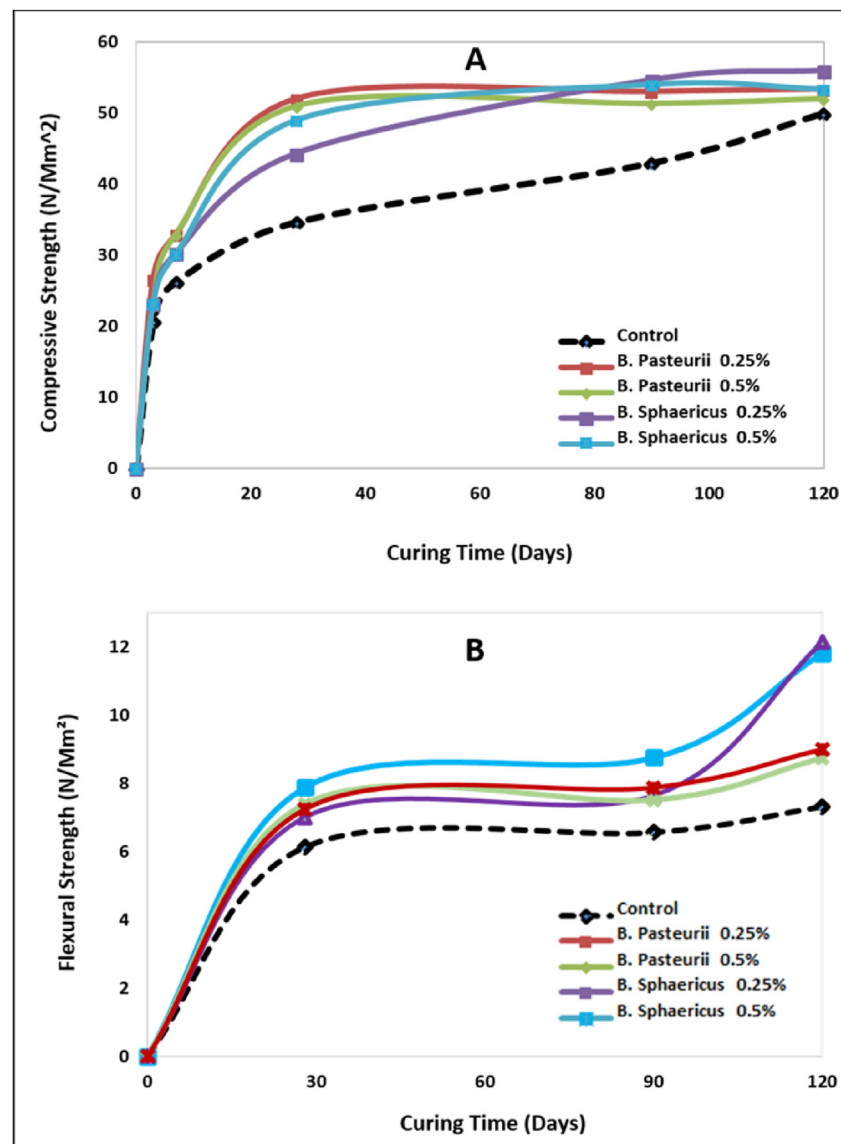 A
60
50
40
30
20
10
0
Compressive Strength (N/Mm^2)
Control
B. Pasteurii 0.25%
B. Pasteurii 0.5%
B. Sphaericus 0.25%
B. Sphaericus 0.5%
0 20 40 60 80 100 120
Curing Time (Days)
B
12
10
8
6
4
2
0
Flexural Strength (N/Mm²)
Control
B. Pasteurii 0.25%
B. Pasteurii 0.5%
B. Sphaericus 0.25%
B. Sphaericus 0.5%
0 30 60 90 120
Curing Time (Days)